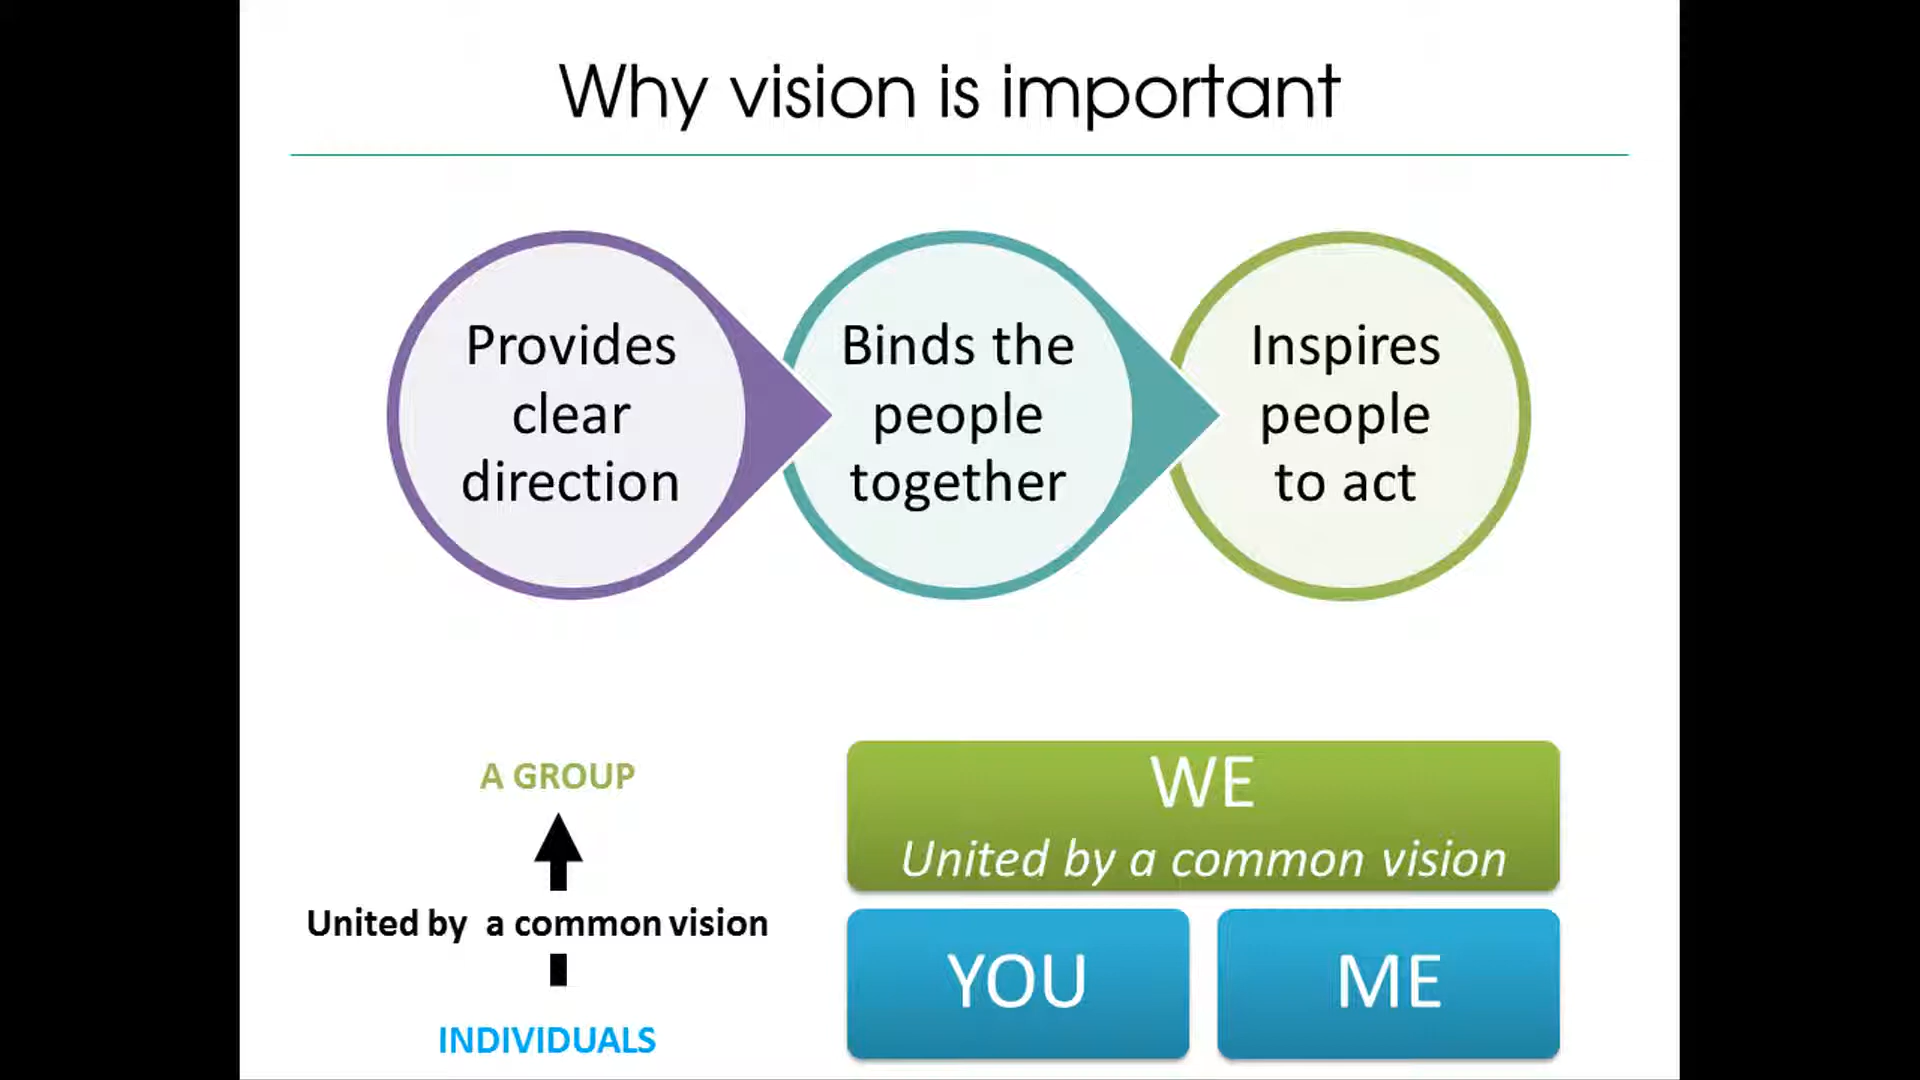 Why vision is important
Provides
clear
direction
Binds the
people
together
Inspires
people
to act
A GROUP
United by a common vision
INDIVIDUALS
WE
United by a common vision
YOU
ME